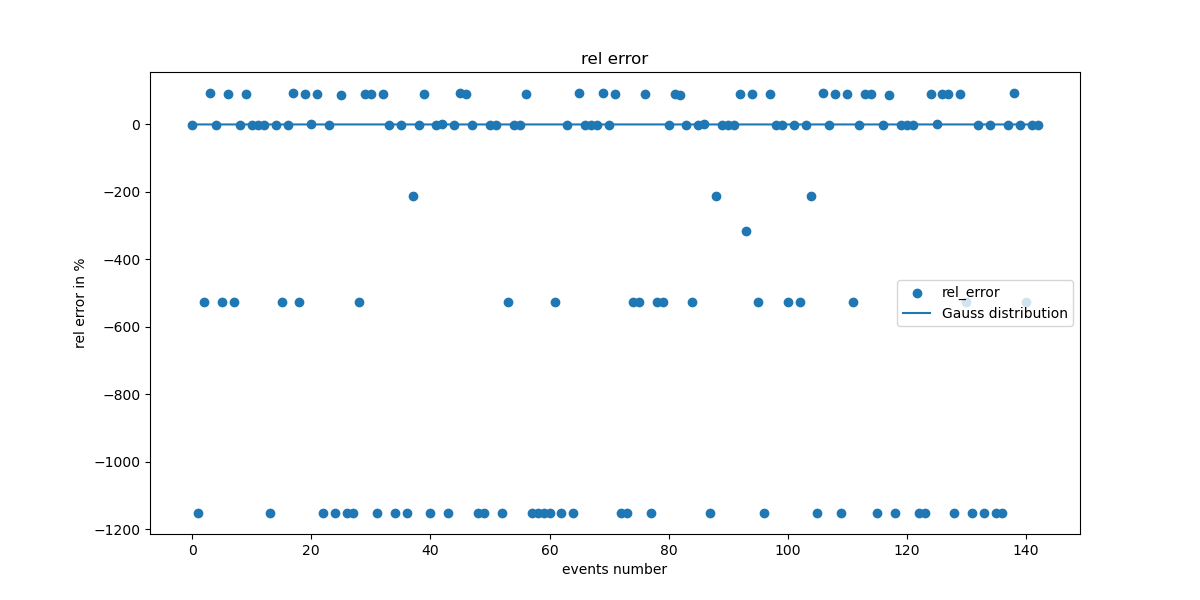 rel error
0
−200
−400
−600
−800
−1000
−1200
rel error in %
rel_error
Gauss distribution
0 20 40 60 80 100 120 140
events number